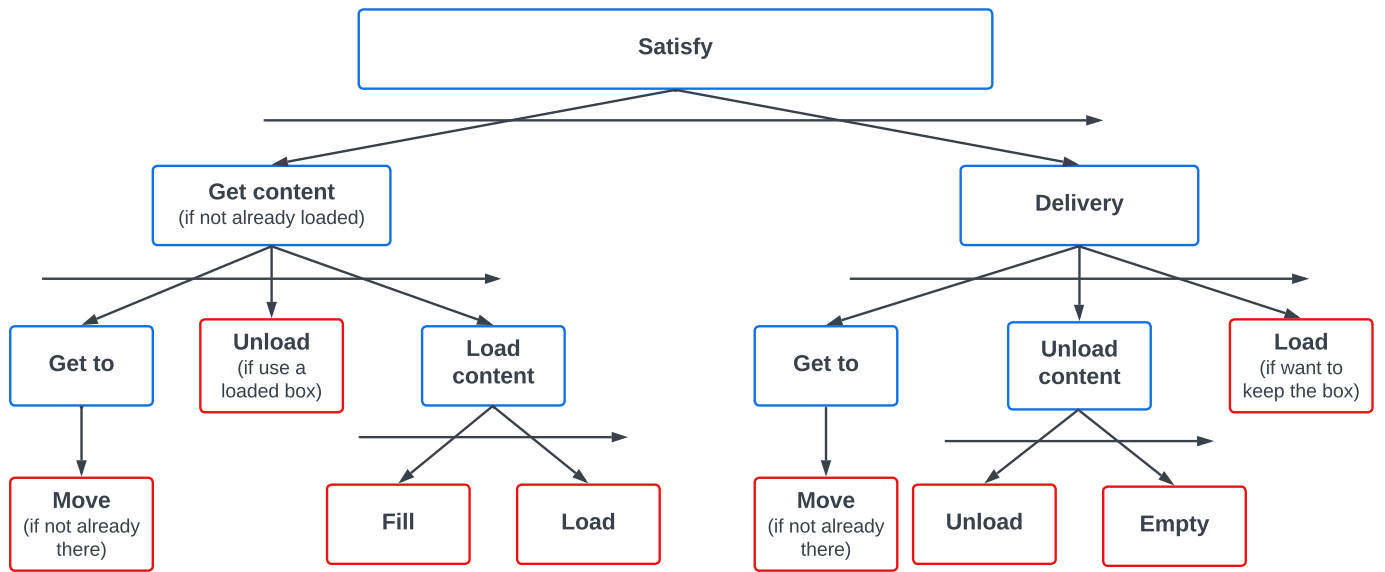 Satisfy
Get content
(if not already loaded)
Delivery
Get to
Unload
(if use a
loaded box)
Load
content
Get to
Unload
content
Load
(if want to
keep the box)
Move
(if not already
there)
Fill
Load
Move
(if not already
there)
Unload
Empty